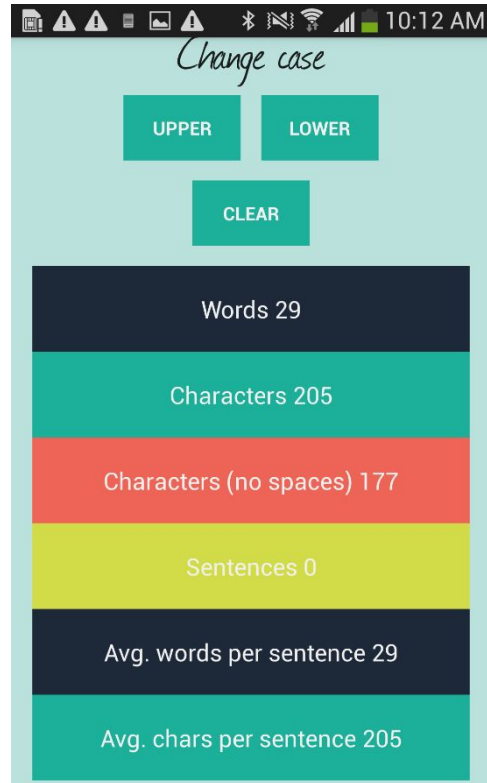 10:12 AM
Change case
UPPER LOWER
CLEAR
Words 29
Characters 205
Characters (no spaces) 177
Sentences 0
Avg. words per sentence 29
Avg. chars per sentence 205